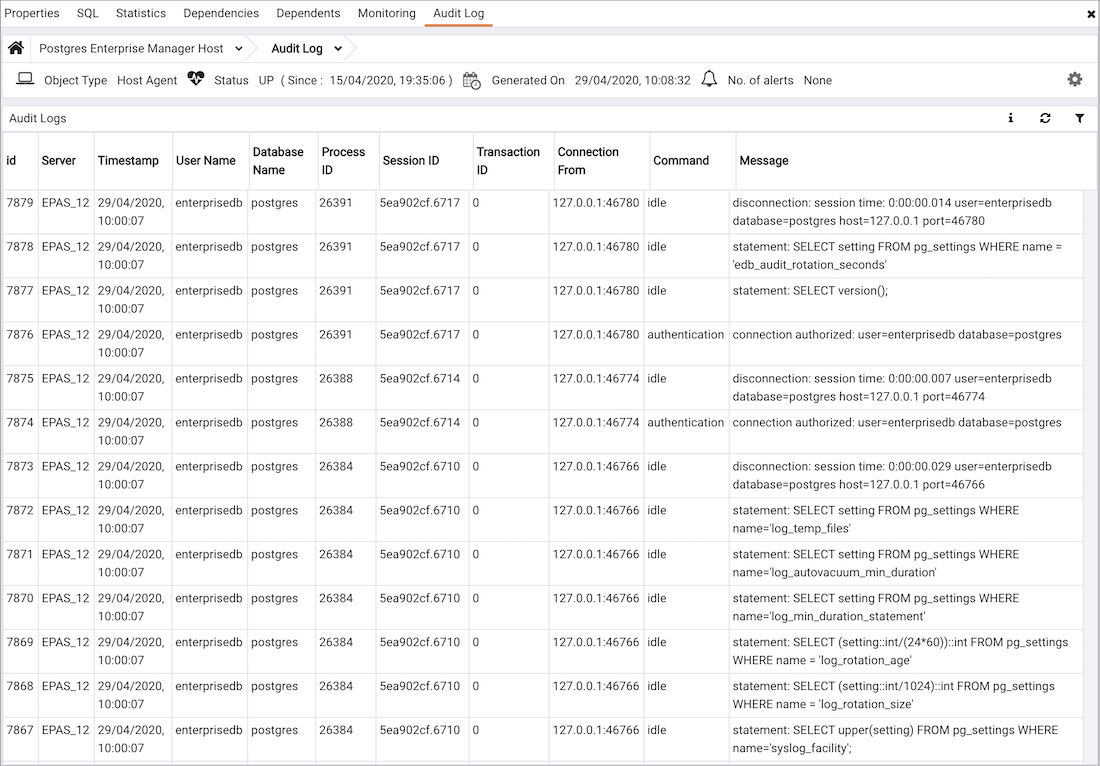 Properties SQL Statistics Dependencies Dependents Monitoring Audit Log
Postgres Enterprise Manager Host Audit Log
Object Type Host Agent Status UP ( Since : 15/04/2020, 19:35:06 ) Generated On 29/04/2020, 10:08:32 No. of alerts None
Audit Logs
id Server Timestamp User Name Database Name Process ID Session ID Transaction ID Connection From Command Message
7879 EPAS_12 29/04/2020, enterprisedb postgres 26391 5ea902cf.6717 0 127.0.0.1:46780 idle disconnection: session time: 0:00:00.014 user=enterprisedb
10:00:07 database=postgres host=127.0.0.1 port=46780
7878 EPAS_12 29/04/2020, enterprisedb postgres 26391 5ea902cf.6717 0 127.0.0.1:46780 idle statement: SELECT setting FROM pg_settings WHERE name =
10:00:07 'edb_audit_rotation_seconds'
7877 EPAS_12 29/04/2020, enterprisedb postgres 26391 5ea902cf.6717 0 127.0.0.1:46780 idle statement: SELECT version();
10:00:07
7876 EPAS_12 29/04/2020, enterprisedb postgres 26391 5ea902cf.6717 0 127.0.0.1:46780 authentication connection authorized: user=enterprisedb database=postgres
10:00:07
7875 EPAS_12 29/04/2020, enterprisedb postgres 26388 5ea902cf.6714 0 127.0.0.1:46774 idle disconnection: session time: 0:00:00.007 user=enterprisedb
10:00:07 database=postgres host=127.0.0.1 port=46774
7874 EPAS_12 29/04/2020, enterprisedb postgres 26388 5ea902cf.6714 0 127.0.0.1:46774 authentication connection authorized: user=enterprisedb database=postgres
10:00:07
7873 EPAS_12 29/04/2020, enterprisedb postgres 26384 5ea902cf.6710 0 127.0.0.1:46766 idle disconnection: session time: 0:00:00.029 user=enterprisedb
10:00:07 database=postgres host=127.0.0.1 port=46766
7872 EPAS_12 29/04/2020, enterprisedb postgres 26384 5ea902cf.6710 0 127.0.0.1:46766 idle statement: SELECT setting FROM pg_settings WHERE
10:00:07 name='log_temp_files'
7871 EPAS_12 29/04/2020, enterprisedb postgres 26384 5ea902cf.6710 0 127.0.0.1:46766 idle statement: SELECT setting FROM pg_settings WHERE
10:00:07 name='log_autovacuum_min_duration'
7870 EPAS_12 29/04/2020, enterprisedb postgres 26384 5ea902cf.6710 0 127.0.0.1:46766 idle statement: SELECT setting FROM pg_settings WHERE
10:00:07 name='log_min_duration_statement'
7869 EPAS_12 29/04/2020, enterprisedb postgres 26384 5ea902cf.6710 0 127.0.0.1:46766 idle statement: SELECT (setting::int/(24*60))::int FROM pg_settings
10:00:07 WHERE name = 'log_rotation_age'
7868 EPAS_12 29/04/2020, enterprisedb postgres 26384 5ea902cf.6710 0 127.0.0.1:46766 idle statement: SELECT (setting::int/1024)::int FROM pg_settings
10:00:07 WHERE name = 'log_rotation_size'
7867 EPAS_12 29/04/2020, enterprisedb postgres 26384 5ea902cf.6710 0 127.0.0.1:46766 idle statement: SELECT upper(setting) FROM pg_settings WHERE
10:00:07 name='syslog_facility';